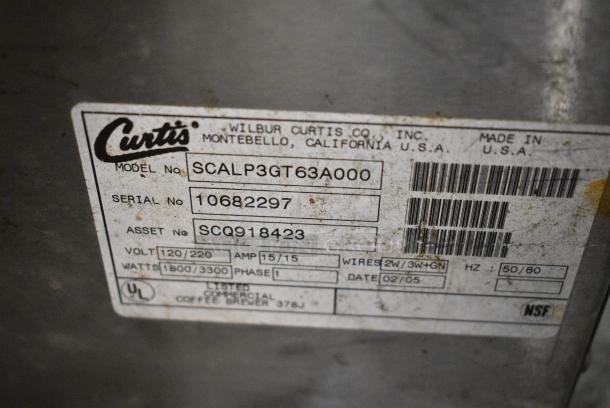 Curtis
WILBUR CURTIS CO., INC.
MONTEBELLO, CALIFORNIA U.S.A.
MADE IN
U.S.A.
MODEL No SCALP3GT63A000
SERIAL No 10682297
ASSET No SCQ918423
VOLT 120/220 AMP 15/15 WIRES 2W/3W+GN HZ 50/60
WATTS 1800/3300 PHASE 1 DATE 02/05
UL
LISTED
COMMERCIAL
COFFEE BREWER 378J
NSF